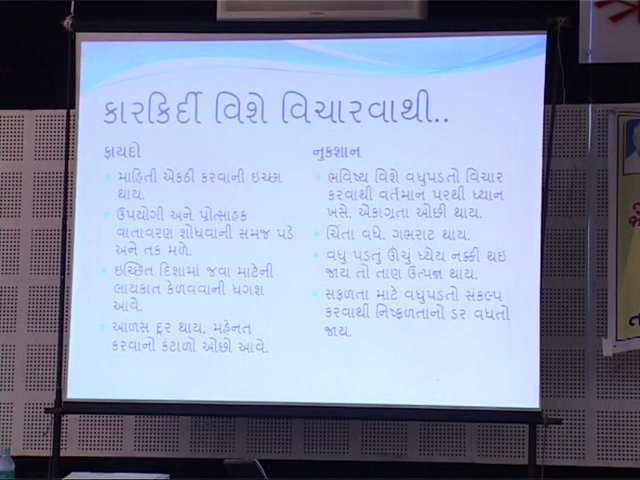 કારકિર્દી વિશે વિચારવાથી..
ફાયદો
માહિતી એકઠી કરવાની ઇચ્છા
થાય.
ઉપયોગી અને પ્રોત્સાહક
વાતાવરણ શોધવાની સમજ પડે
અને તક મળે.
ઇચ્છિત દિશામાં જવા માટેની
લાયકાત કેળવવાની ધગશ
આવે.
આળસ દૂર થાય. મહેનત
કરવાનો કંટાળો ઓછો આવે.
નુકશાન
ભવિષ્ય વિશે વધુપડતો વિચાર
કરવાથી વર્તમાન પરથી ધ્યાન
ખસે. એકાગ્રતા ઓછી થાય.
ચિંતા વધે. ગભરાટ થાય.
વધુ પડતું ઊંચું ધ્યેય નક્કી થઇ
જાય તો તાણ ઉત્પન્ન થાય.
સફળતા માટે વધુપડતો સંકલ્પ
કરવાથી નિષ્ફળતાનો ડર વધતો
જાય.